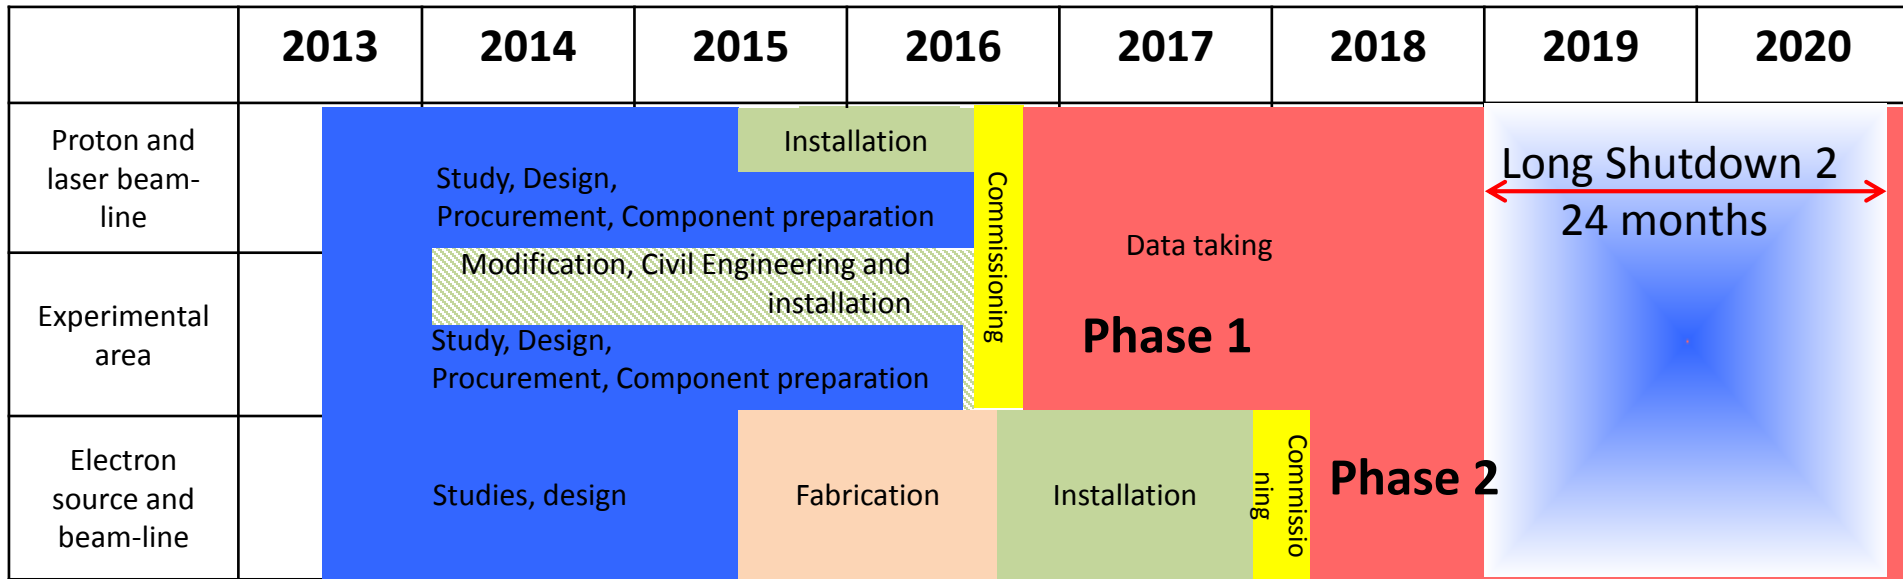 2013 2014 2015 2016 2017 2018 2019 2020
Proton and
laser beam-
line
Installation
Study, Design,
Procurement, Component preparation
Commissioning
Data taking
Long Shutdown 2
24 months
Experimental
area
Modification, Civil Engineering and
installation
Study, Design,
Procurement, Component preparation
Phase 1
Electron
source and
beam-line
Studies, design
Fabrication
Installation
Commissio
ning
Phase 2